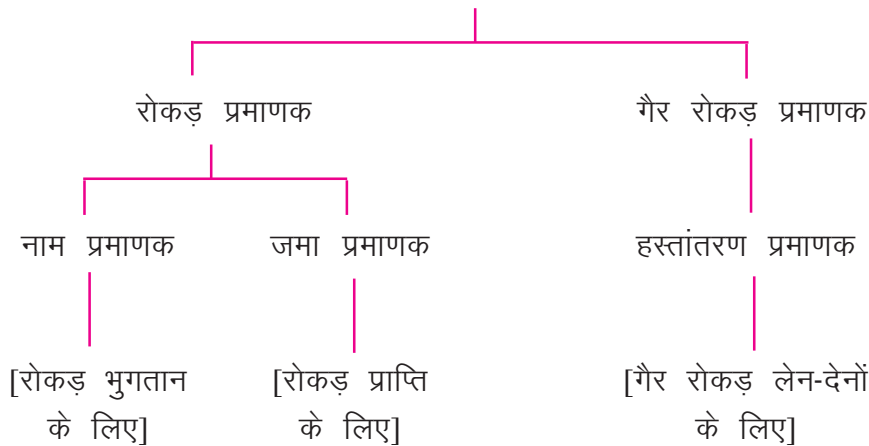 रोकड़ प्रमाणक गैर रोकड़ प्रमाणक
नाम प्रमाणक जमा प्रमाणक हस्तांतरण प्रमाणक
[रोकड़ भुगतान [रोकड़ प्राप्ति [गैर रोकड़ लेन-देनों
के लिए] के लिए] के लिए]